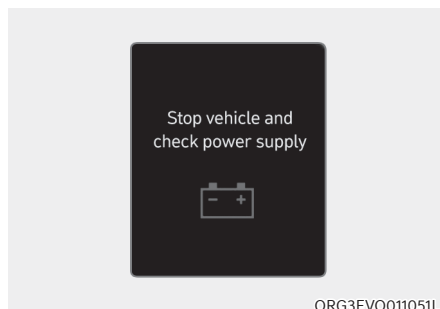 Stop vehicle and
check power supply
- +
ORG3EVQ011051L